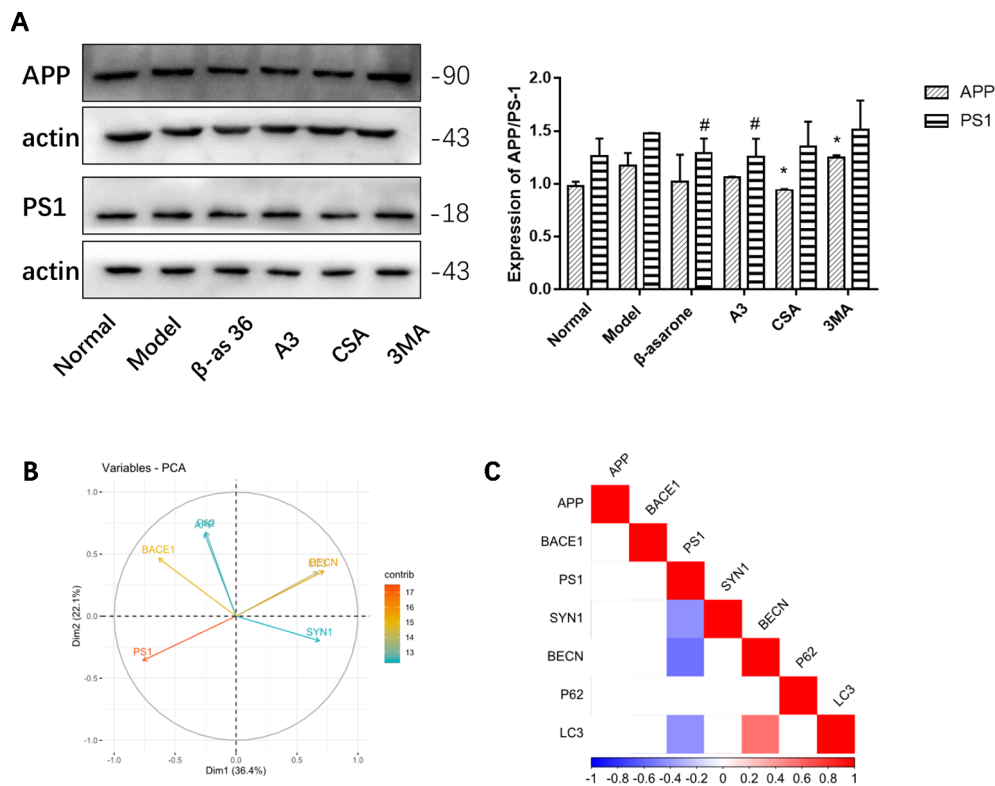 A
APP
-90
actin
-43
PS1
-18
actin
-43
Normal
Model
β-as 36
A3
CSA
3MA
Expression of APP/PS-1
2.0
1.5
1.0
0.5
0.0
#
#
*
*
Normal
Model
β-asarone
A3
CSA
3MA
APP
PS1
B
Variables - PCA
1.0
0.5
0.0
-0.5
-1.0
Dim2 (22.1%)
APP
BACE1
BECN
SYN1
PS1
-1.0
-0.5
0.0
0.5
1.0
Dim1 (36.4%)
contrib
17
16
15
14
13
C
APP
BACE1
PS1
SYN1
BECN
P62
LC3
APP
BACE1
PS1
SYN1
BECN
P62
LC3
-1 -0.8 -0.6 -0.4 -0.2 0 0.2 0.4 0.6 0.8 1